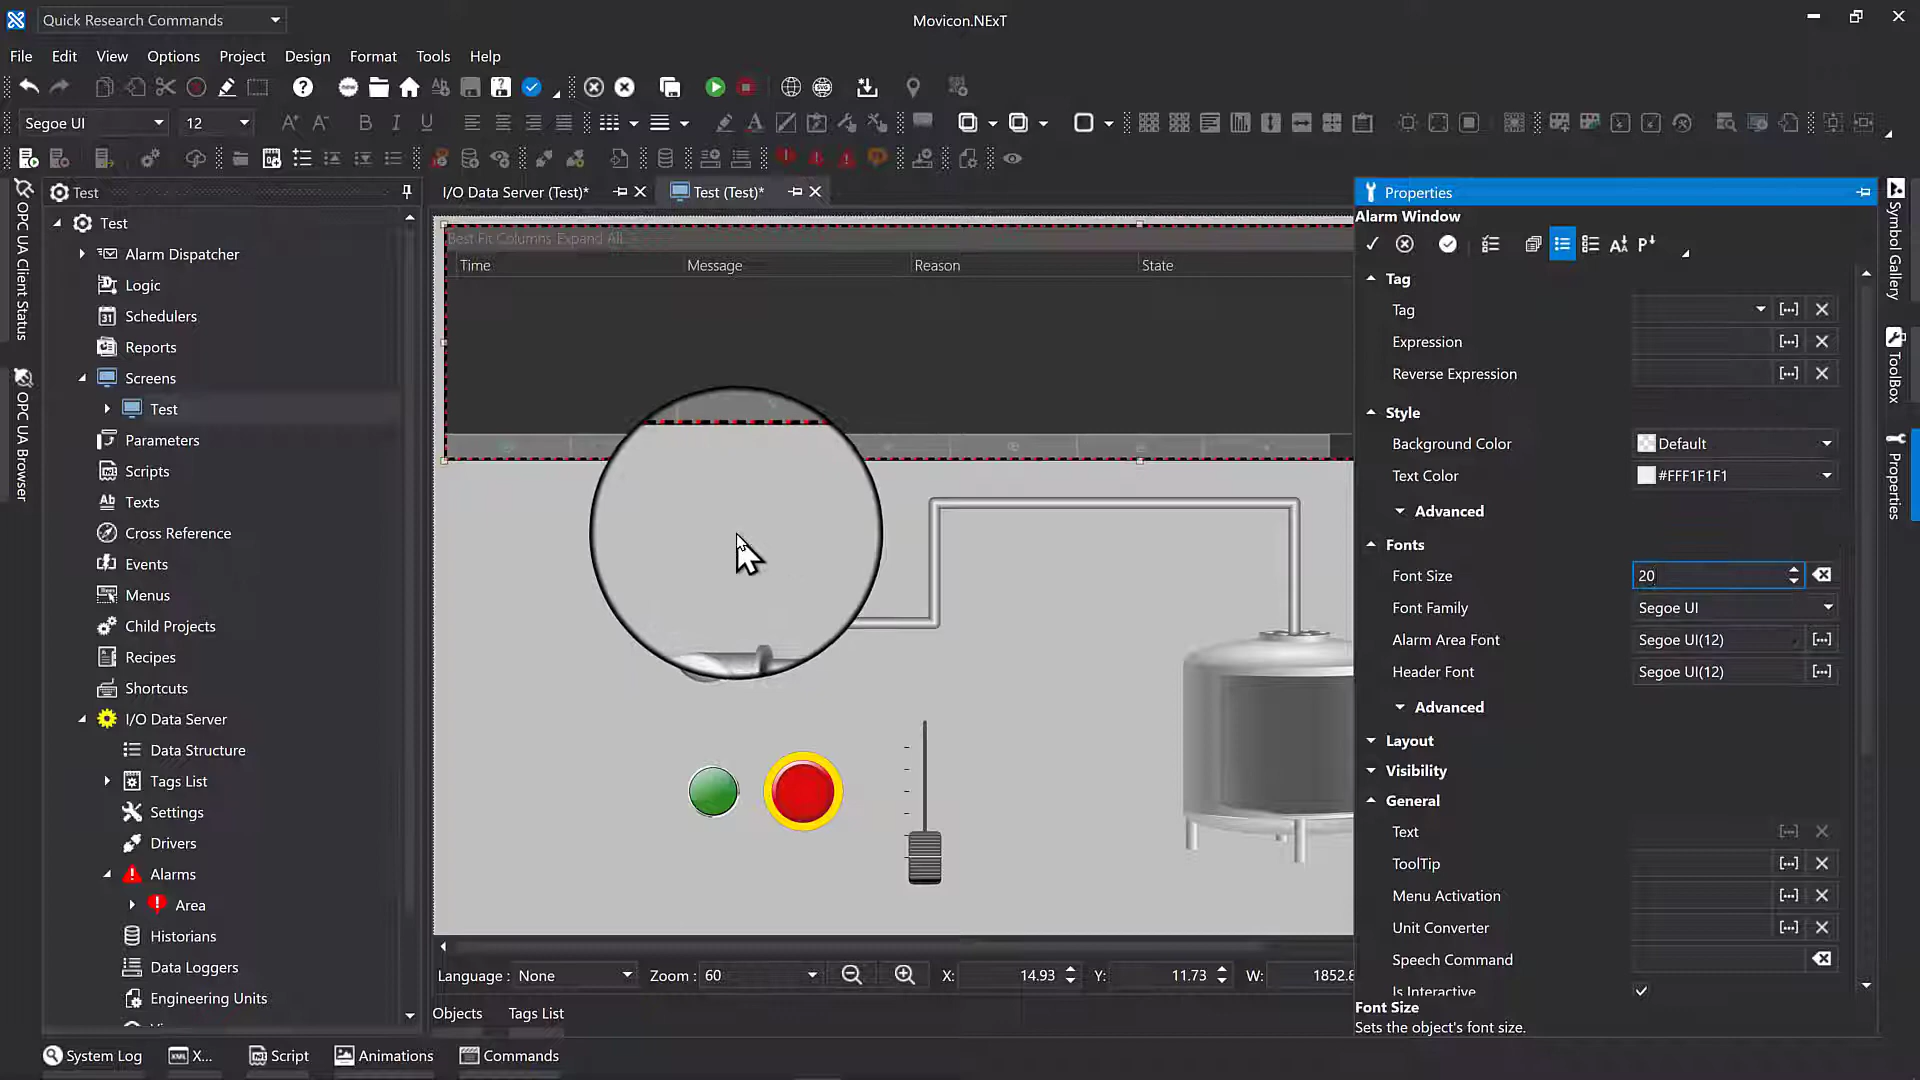 Quick Research Commands
Movicon.NExT
File Edit View Options Project Design Format Tools Help
Segoe UI 12
Test
I/O Data Server (Test)*
Test (Test)*
Properties
Alarm Window
Test
Alarm Dispatcher
Logic
Schedulers
Reports
Screens
Test
Parameters
Scripts
Texts
Cross Reference
Events
Menus
Child Projects
Recipes
Shortcuts
I/O Data Server
Data Structure
Tags List
Settings
Drivers
Alarms
Area
Historians
Data Loggers
Engineering Units
OPC UA Client Status
OPC UA Browser
Best Fit Columns Expand All
Time Message Reason State
Tag
Tag
Expression
Reverse Expression
Style
Background Color Default
Text Color #FFF1F1F1
Advanced
Fonts
Font Size 20
Font Family Segoe UI
Alarm Area Font Segoe UI(12)
Header Font Segoe UI(12)
Advanced
Layout
Visibility
General
Text
ToolTip
Menu Activation
Unit Converter
Speech Command
Is Interactive
Font Size
Sets the object's font size.
Symbol Gallery
ToolBox
Properties
Language : None Zoom : 60 X: 14.93 Y: 11.73 W: 1852.8
Objects Tags List
System Log X... Script Animations Commands